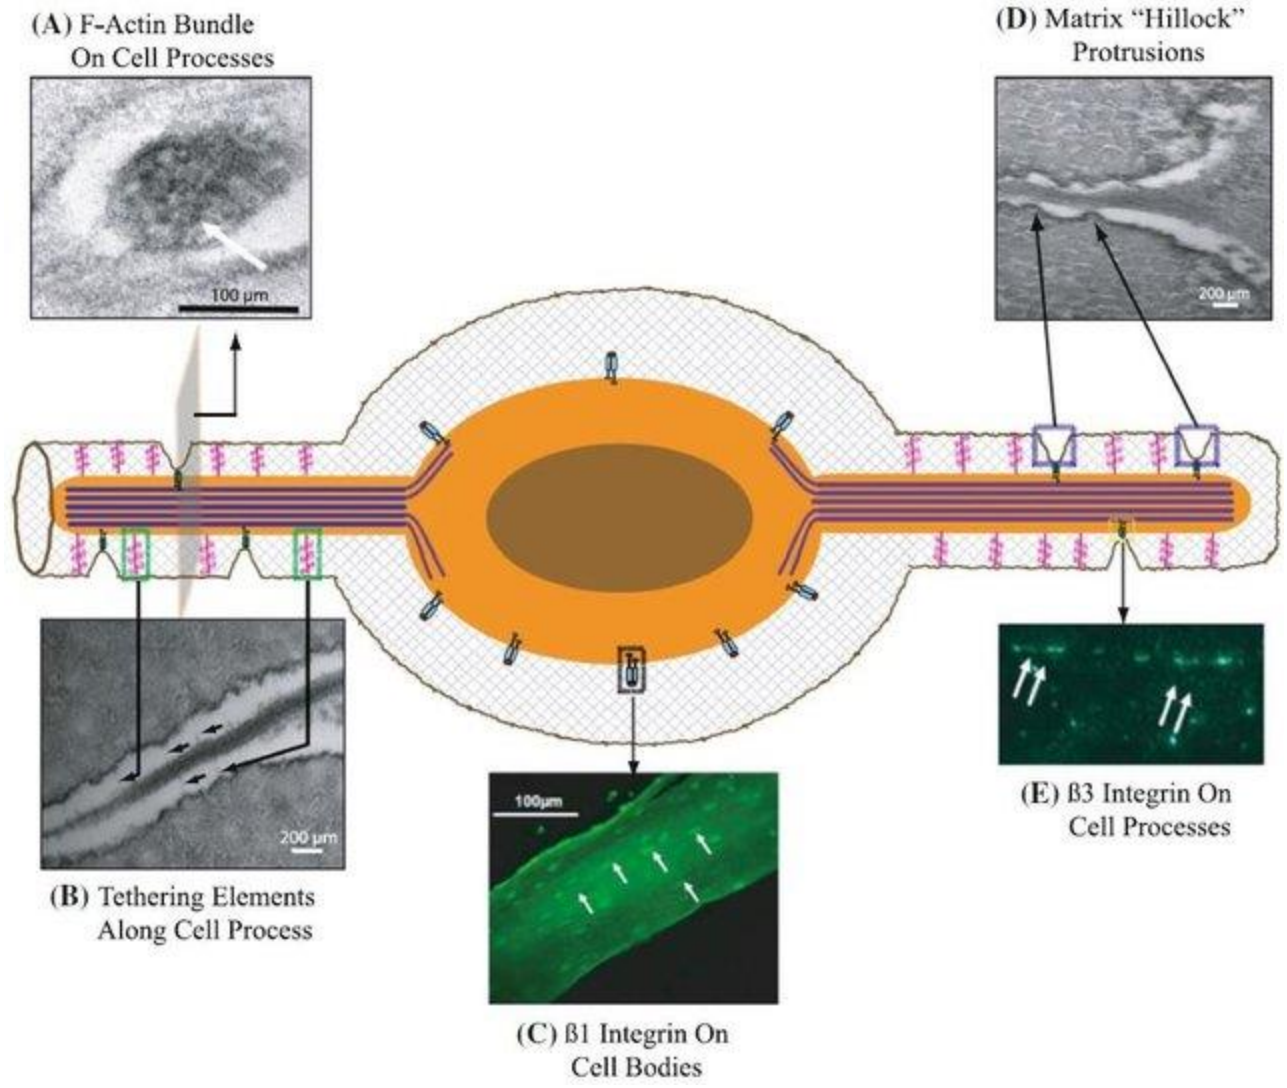 (A) F-Actin Bundle
On Cell Processes
100 μm
(D) Matrix “Hillock”
Protrusions
200 μm
200 μm
(B) Tethering Elements
Along Cell Process
100μm
(C) ß1 Integrin On
Cell Bodies
(E) ß3 Integrin On
Cell Processes